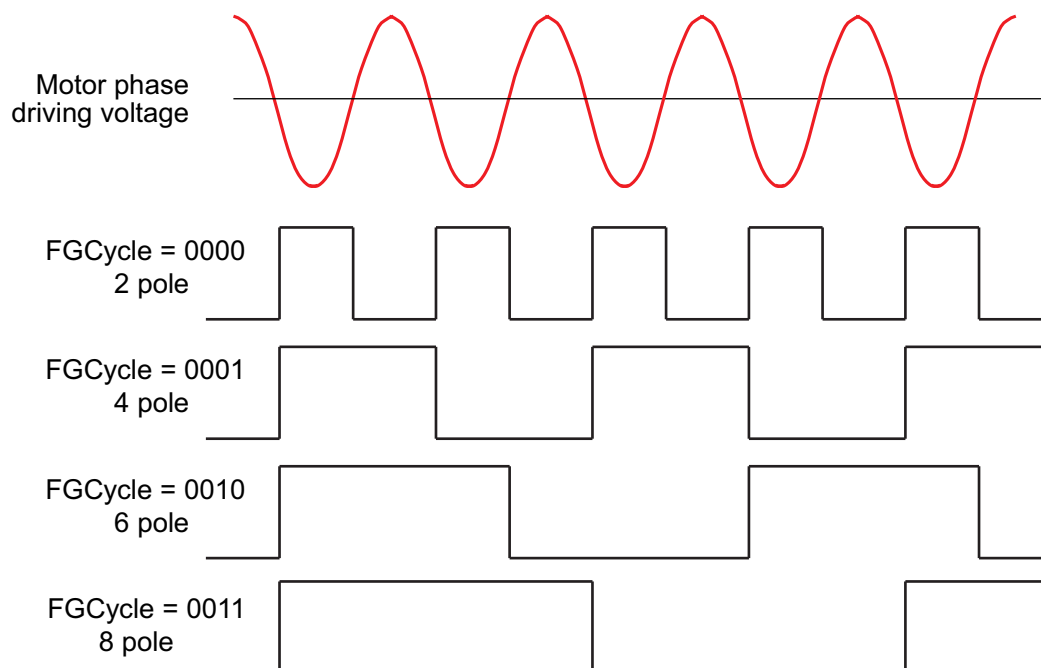 Motor phase
driving voltage
FGCycle = 0000
2 pole
FGCycle = 0001
4 pole
FGCycle = 0010
6 pole
FGCycle = 0011
8 pole